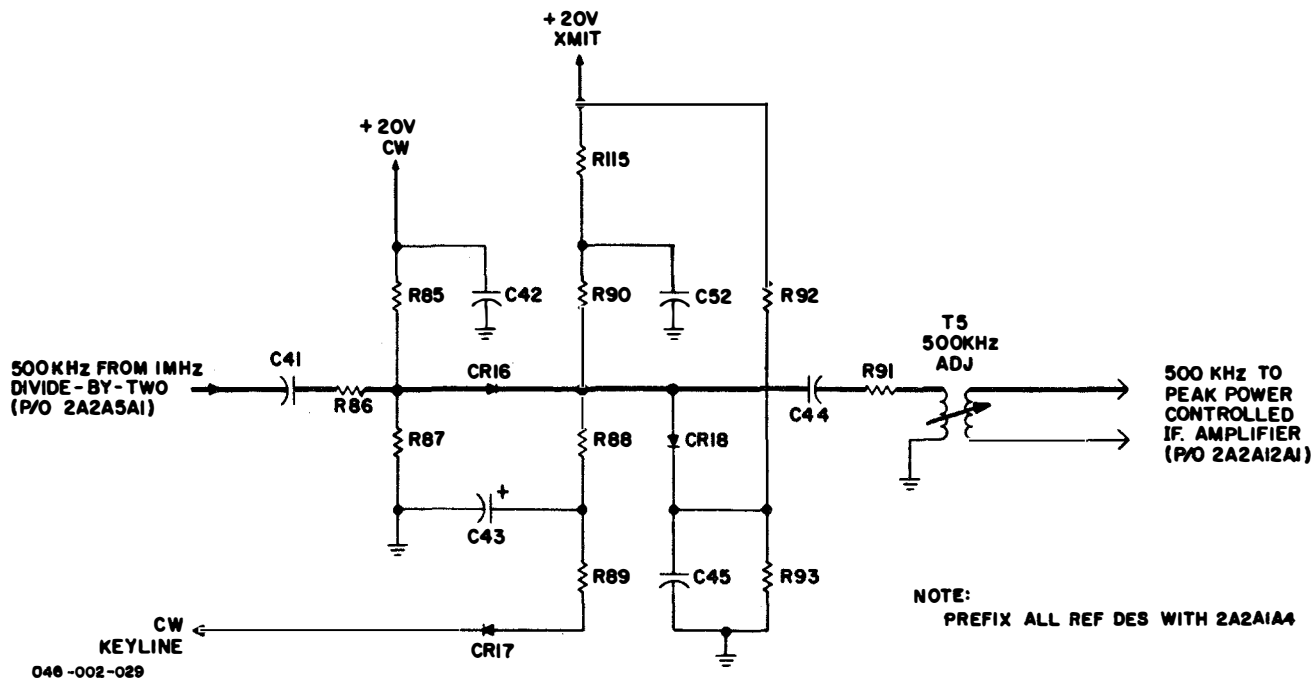 +20V
XMIT
+20V
CW
R115
R85
C42
R90
C52
R92
T5
500KHz
ADJ
500KHz FROM 1MHz
DIVIDE-BY-TWO
(P/O 2A2A5A1)
C41
R86
CR16
C44
R91
500 KHz TO
PEAK POWER
CONTROLLED
IF. AMPLIFIER
(P/O 2A2A12A1)
R87
R88
CR18
C43
+
R89
C45
R93
NOTE:
PREFIX ALL REF DES WITH 2A2A1A4
CW
KEYLINE
CR17
046-002-029